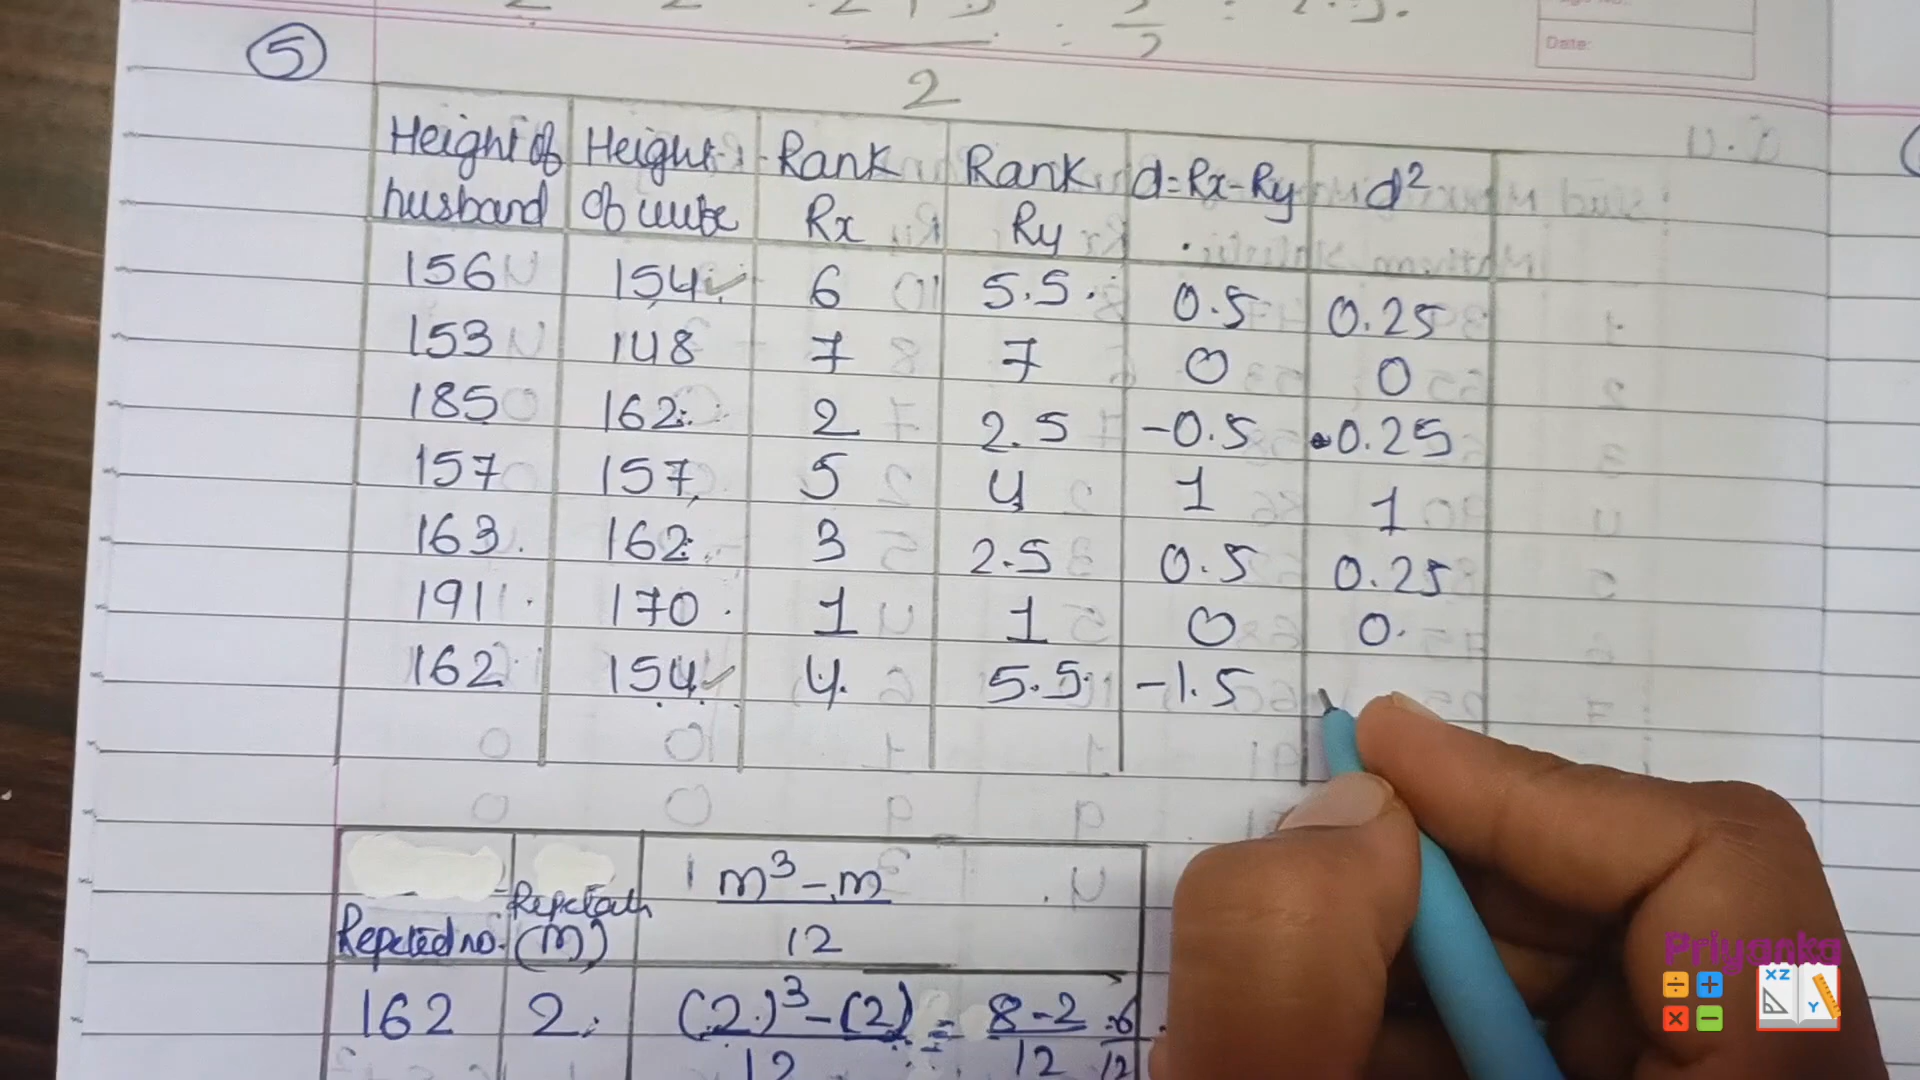 5
2
Height of husband Height of wife Rank Rx Rank Ry d=Rx-Ry d²
156 154 6 5.5 0.5 0.25
153 148 7 7 0 0
185 162 2 2.5 -0.5 0.25
157 157 5 4 1 1
163 162 3 2.5 0.5 0.25
191 170 1 1 0 0
162 154 4 5.5 -1.5
m³-m
Repeted no. (m) 12
162 2 (2)³-(2) = 8-2 6
12 12 12
Date:
Priyanka
XZ
Y